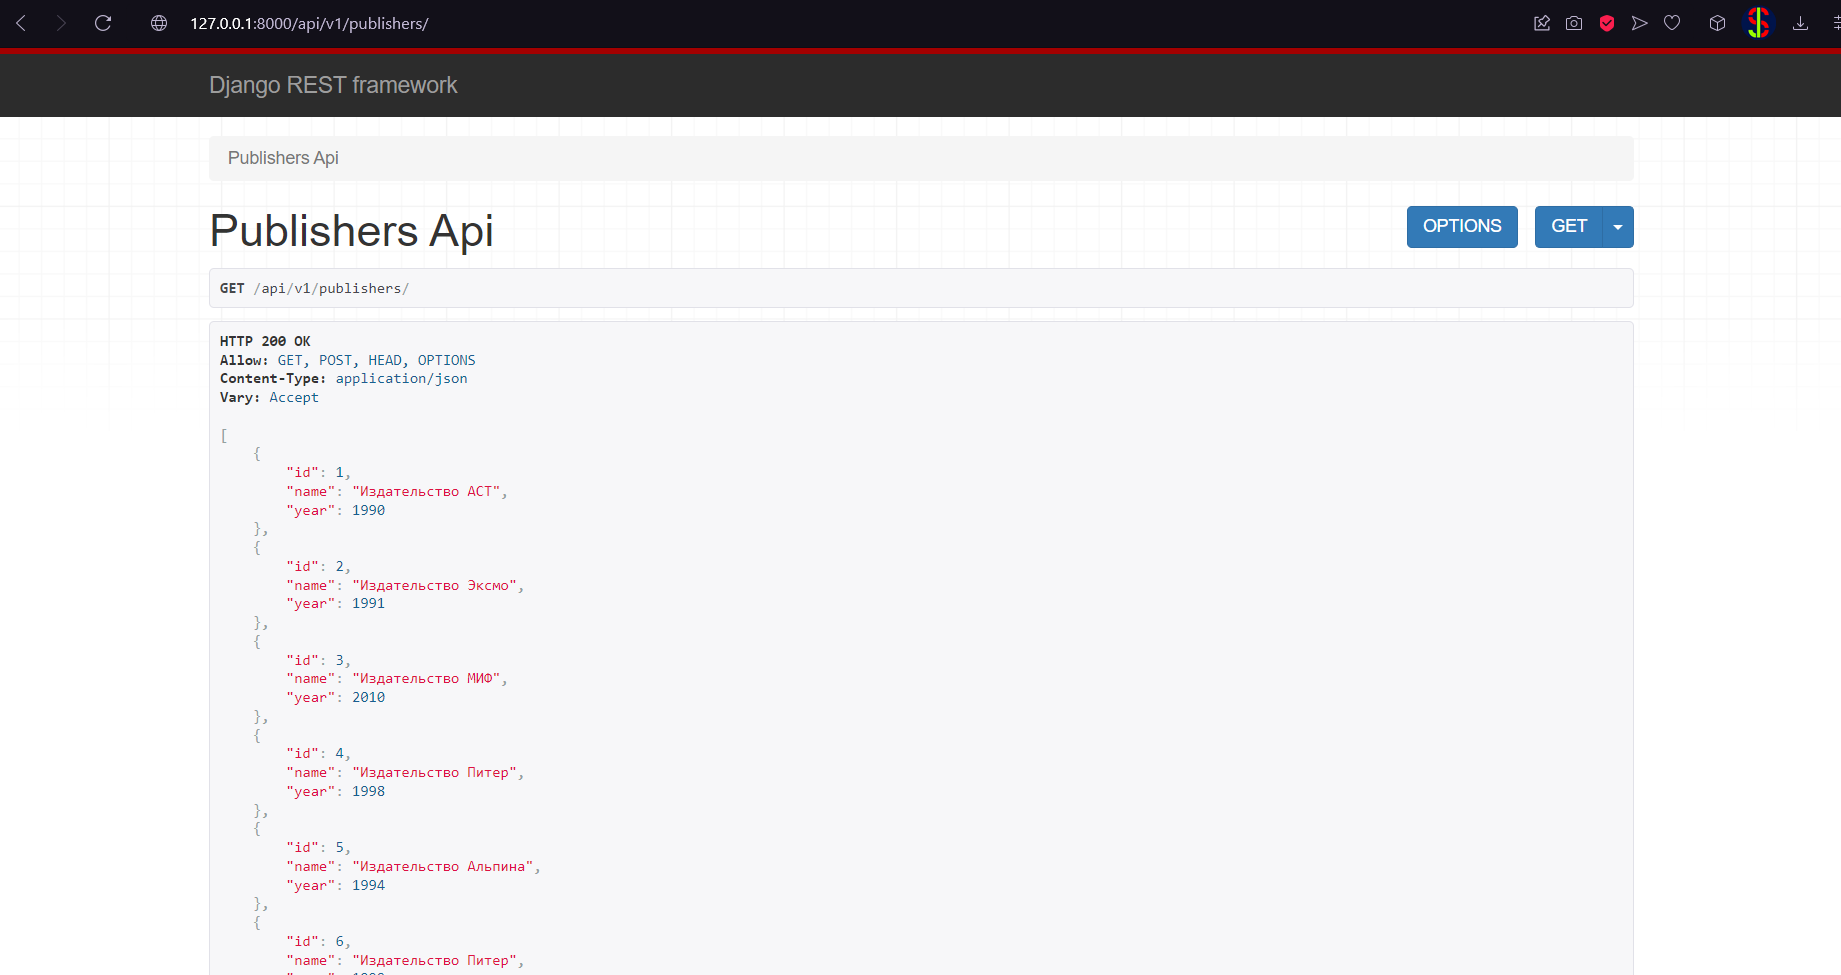 127.0.0.1:8000/api/v1/publishers/
Django REST framework
Publishers Api
Publishers Api
OPTIONS
GET
GET /api/v1/publishers/
HTTP 200 OK
Allow: GET, POST, HEAD, OPTIONS
Content-Type: application/json
Vary: Accept
[
{
"id": 1,
"name": "Издательство АСТ",
"year": 1990
},
{
"id": 2,
"name": "Издательство Эксмо",
"year": 1991
},
{
"id": 3,
"name": "Издательство МИФ",
"year": 2010
},
{
"id": 4,
"name": "Издательство Питер",
"year": 1998
},
{
"id": 5,
"name": "Издательство Альпина",
"year": 1994
},
{
"id": 6,
"name": "Издательство Питер",